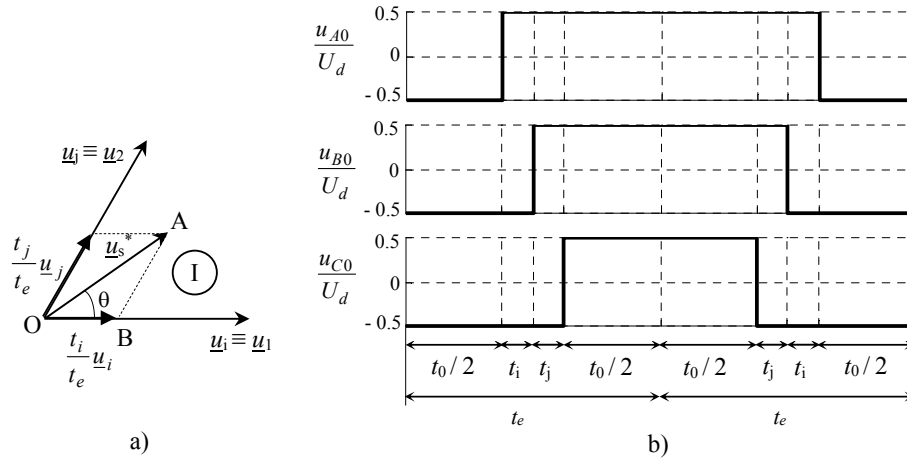 u_j ≡ u_2
A
u_s*
I
t_j/t_e u_j
θ
O
B
t_i/t_e u_i
u_i ≡ u_1
a)
u_A0/U_d
0.5
0
- 0.5
u_B0/U_d
0.5
0
- 0.5
u_C0/U_d
0.5
0
- 0.5
t_0/2 t_i t_j t_0/2 t_0/2 t_j t_i t_0/2
t_e t_e
b)